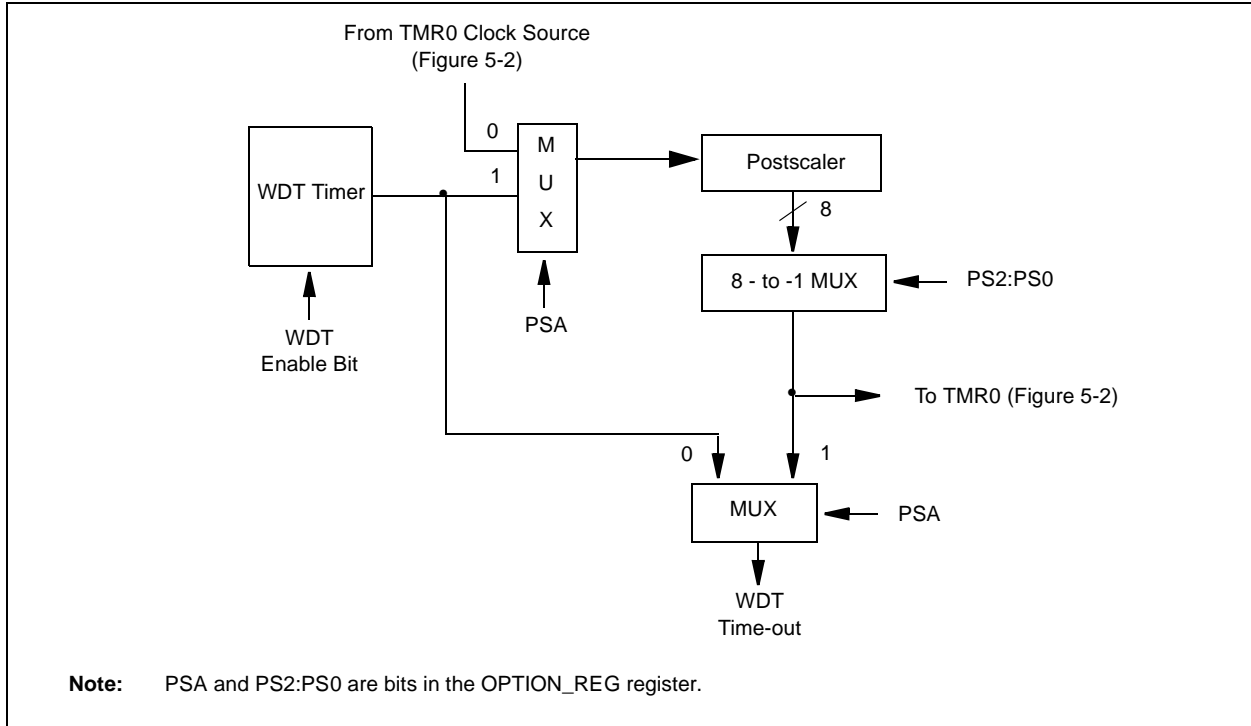 From TMR0 Clock Source
(Figure 5-2)
0
1
M
U
X
WDT Timer
Postscaler
8
8 - to -1 MUX
PS2:PS0
PSA
WDT
Enable Bit
To TMR0 (Figure 5-2)
0
1
MUX
PSA
WDT
Time-out
Note: PSA and PS2:PS0 are bits in the OPTION_REG register.